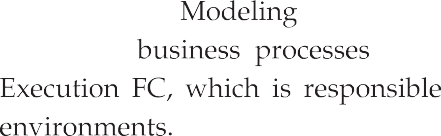 Modeling
business processes
Execution FC, which is responsible
environments.